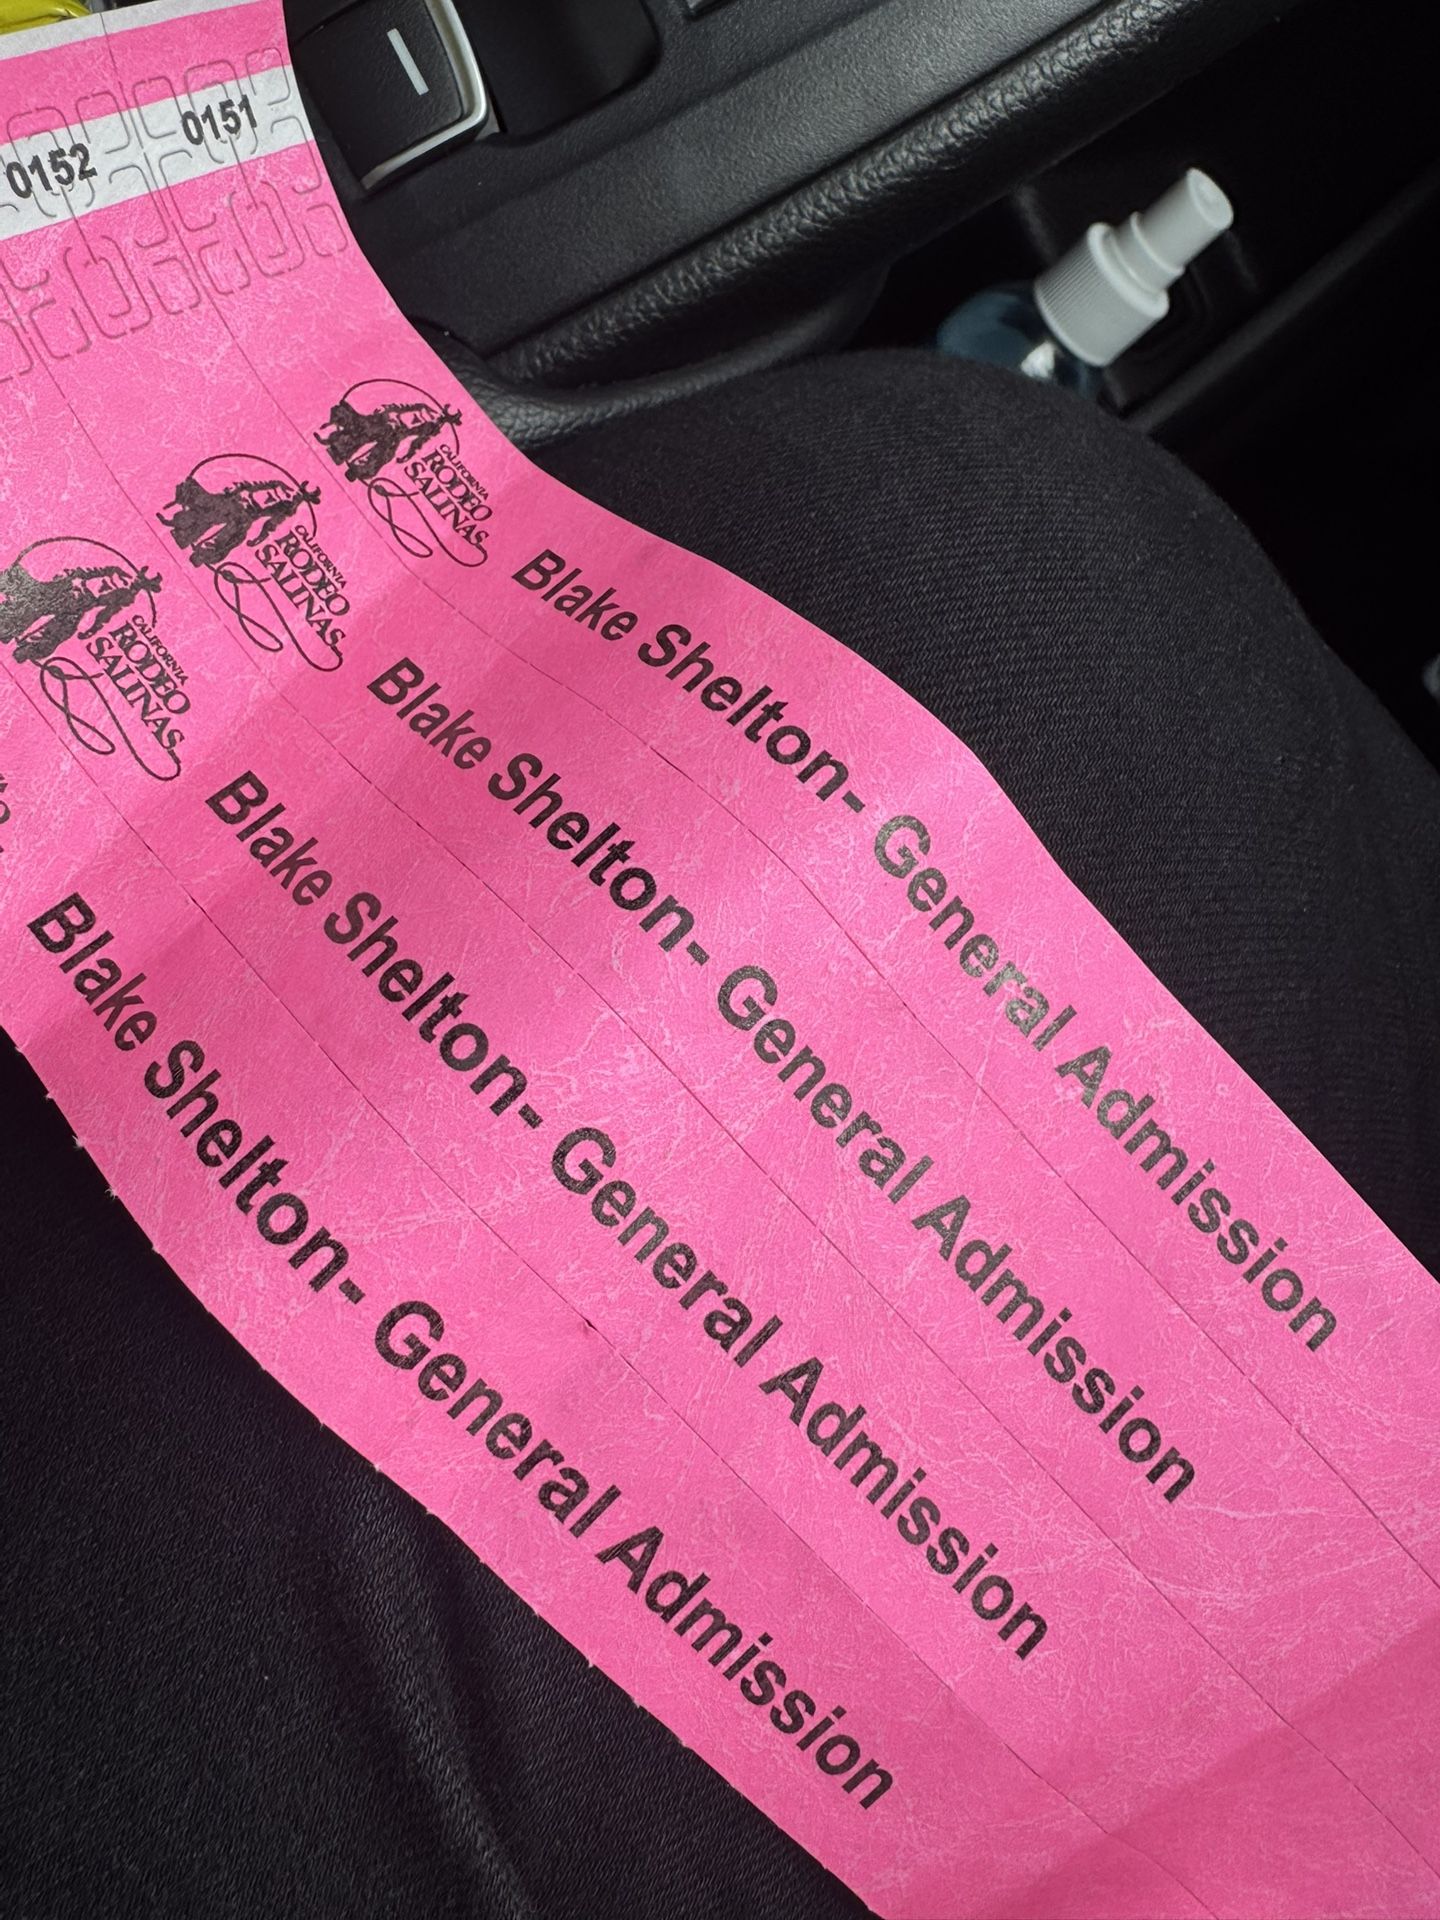 0152
0151
CALIFORNIA
RODEO
SALINAS
Blake Shelton- General Admission
CALIFORNIA
RODEO
SALINAS
Blake Shelton- General Admission
CALIFORNIA
RODEO
SALINAS
Blake Shelton- General Admission
Blake Shelton- General Admission